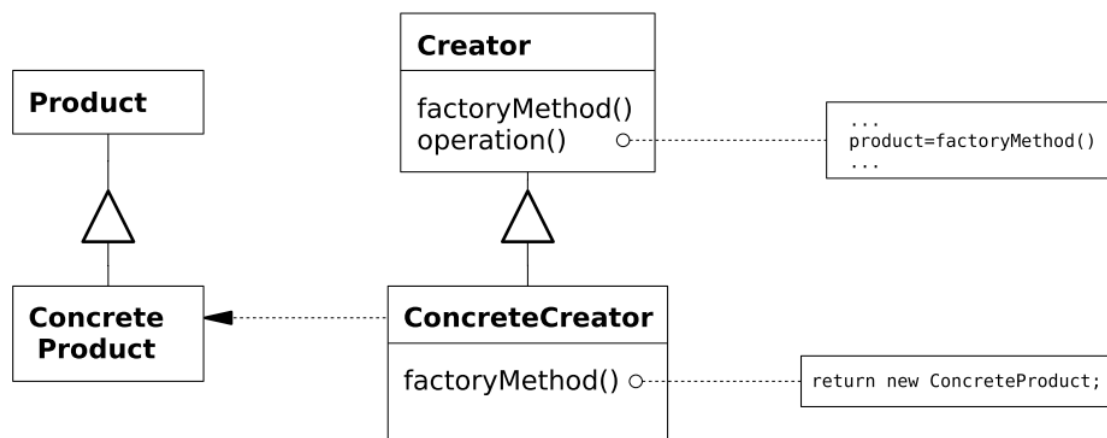 Creator
factoryMethod()
operation()
Product
...
product=factoryMethod()
...
Concrete
Product
ConcreteCreator
factoryMethod()
return new ConcreteProduct;